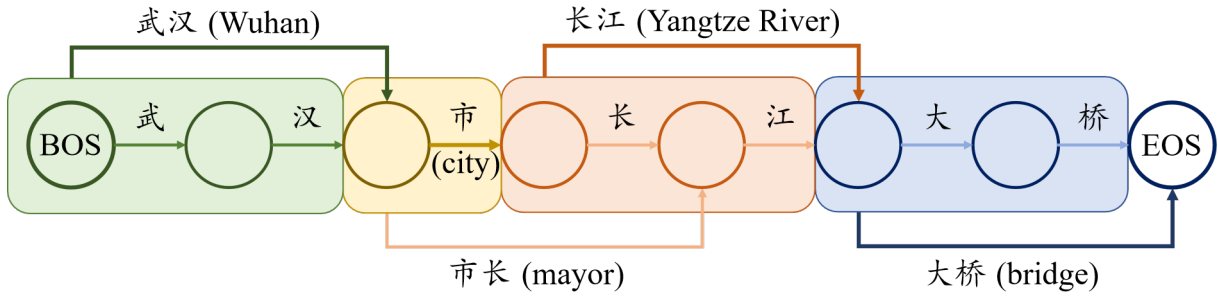 武汉 (Wuhan)
长江 (Yangtze River)
BOS
武
汉
市
(city)
长
江
大
桥
EOS
市长 (mayor)
大桥 (bridge)